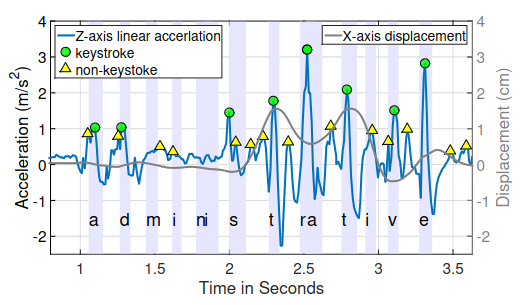 Z-axis linear accerlation
keystroke
non-keystoke
X-axis displacement
Acceleration (m/s²)
4
3
2
1
0
-1
-2
4
3
2
1
0
-1
-2
Displacement (cm)
a d m i ni s t ra t i v e
1 1.5 2 2.5 3 3.5
Time in Seconds